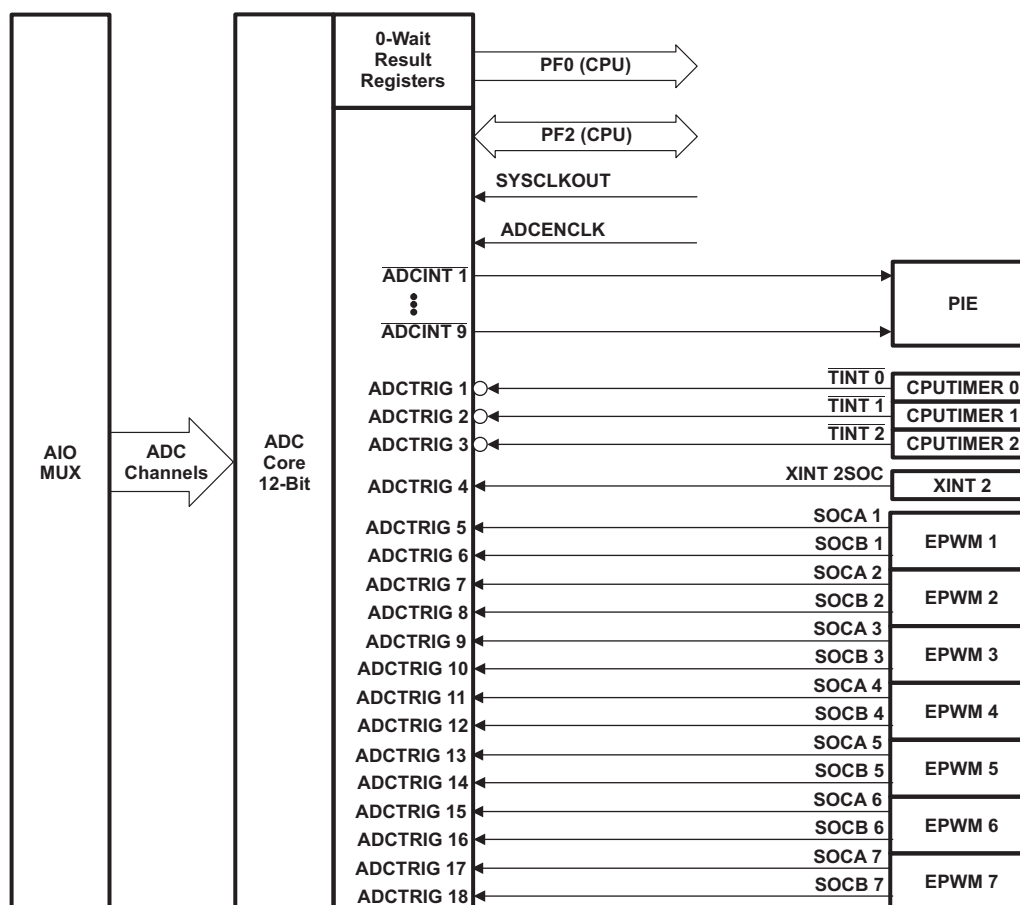 0-Wait
Result
Registers
PF0 (CPU)
PF2 (CPU)
SYSCLKOUT
ADCENCLK
ADCINT 1
ADCINT 9
PIE
ADCTRIG 1
TINT 0
CPUTIMER 0
ADCTRIG 2
TINT 1
CPUTIMER 1
ADCTRIG 3
TINT 2
CPUTIMER 2
AIO
MUX
ADC
Channels
ADC
Core
12-Bit
ADCTRIG 4
XINT 2SOC
XINT 2
ADCTRIG 5
SOCA 1
ADCTRIG 6
SOCB 1
EPWM 1
ADCTRIG 7
SOCA 2
ADCTRIG 8
SOCB 2
EPWM 2
ADCTRIG 9
SOCA 3
ADCTRIG 10
SOCB 3
EPWM 3
ADCTRIG 11
SOCA 4
ADCTRIG 12
SOCB 4
EPWM 4
ADCTRIG 13
SOCA 5
ADCTRIG 14
SOCB 5
EPWM 5
ADCTRIG 15
SOCA 6
ADCTRIG 16
SOCB 6
EPWM 6
ADCTRIG 17
SOCA 7
ADCTRIG 18
SOCB 7
EPWM 7